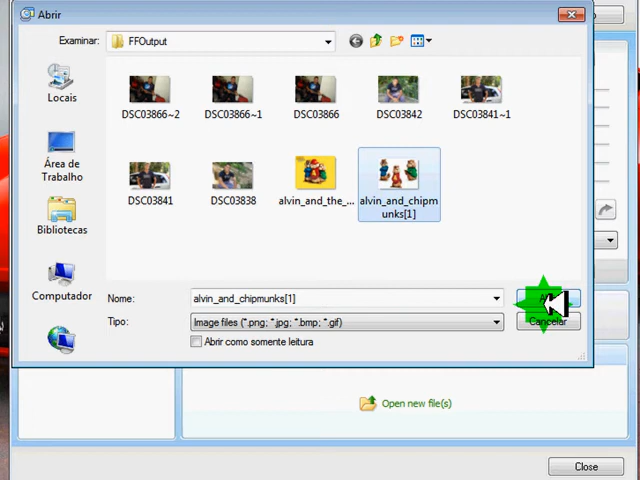 Abrir
Examinar:
FFOutput
Locais
Área de
Trabalho
Bibliotecas
Computador
DSC03866~2
DSC03866~1
DSC03866
DSC03842
DSC03841~1
DSC03841
DSC03838
alvin_and_the_...
alvin_and_chipm
unks[1]
Nome:
alvin_and_chipmunks[1]
Tipo:
Image files (*.png; *.jpg; *.bmp; *.gif)
Cancelar
Abrir como somente leitura
Open new file(s)
Close